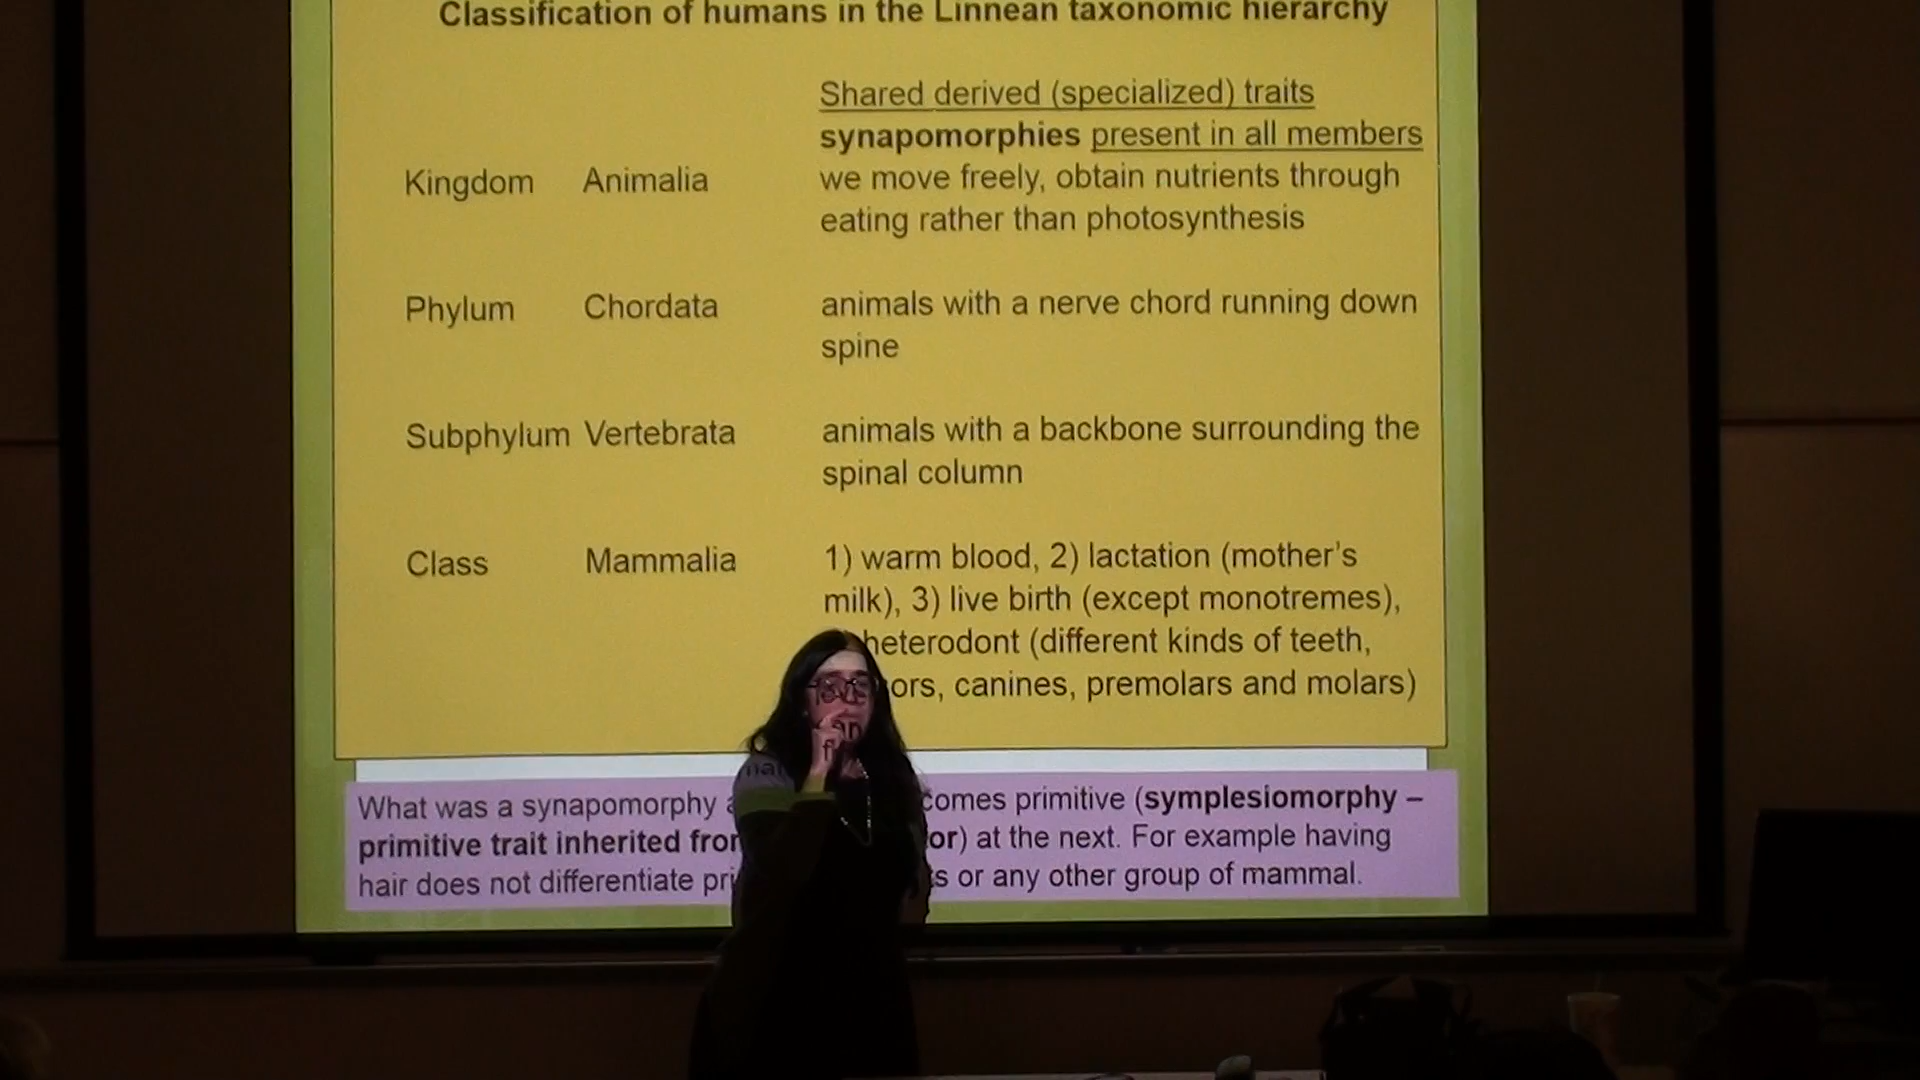 Classification of humans in the Linnean taxonomic hierarchy
Shared derived (specialized) traits
synapomorphies present in all members
Kingdom Animalia we move freely, obtain nutrients through
eating rather than photosynthesis
Phylum Chordata animals with a nerve chord running down
spine
Subphylum Vertebrata animals with a backbone surrounding the
spinal column
Class Mammalia 1) warm blood, 2) lactation (mother's
milk), 3) live birth (except monotremes),
heterodont (different kinds of teeth,
ors, canines, premolars and molars)
What was a synapomorphy comes primitive (symplesiomorphy –
primitive trait inherited from or) at the next. For example having
hair does not differentiate pri s or any other group of mammal.